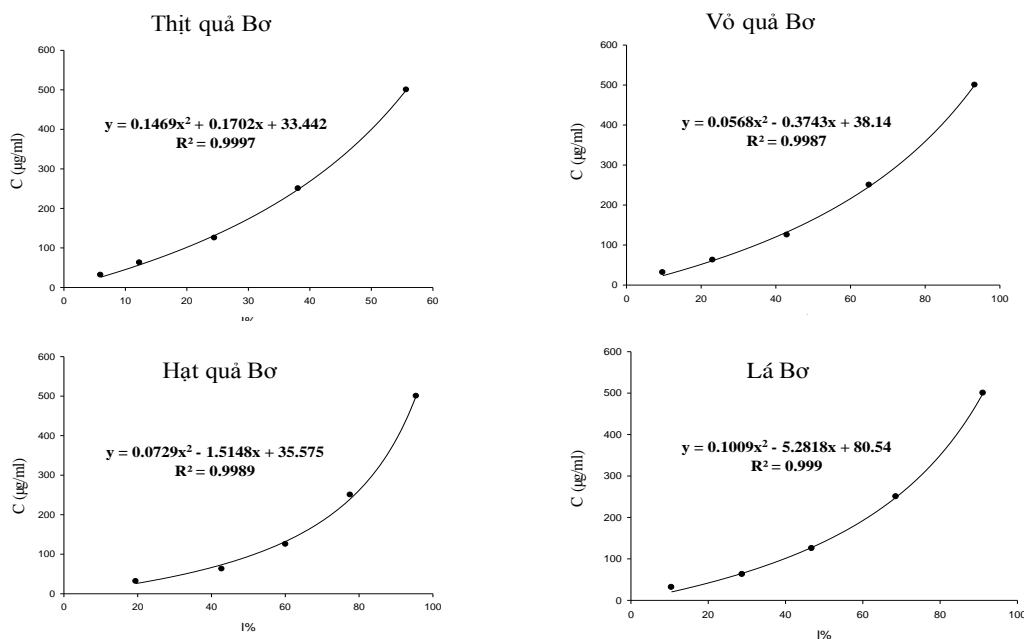 Thịt quả Bơ
600
500
400
300
200
100
0
C (µg/ml)
y = 0.1469x² + 0.1702x + 33.442
R² = 0.9997
0 10 20 30 40 50 60
Vỏ quả Bơ
600
500
400
300
200
100
0
C (µg/ml)
y = 0.0568x² - 0.3743x + 38.14
R² = 0.9987
0 20 40 60 80 100
Hạt quả Bơ
600
500
400
300
200
100
0
C (µg/ml)
y = 0.0729x² - 1.5148x + 35.575
R² = 0.9989
0 20 40 60 80 100
I%
Lá Bơ
600
500
400
300
200
100
0
C (µg/ml)
y = 0.1009x² - 5.2818x + 80.54
R² = 0.999
0 20 40 60 80 100
I%